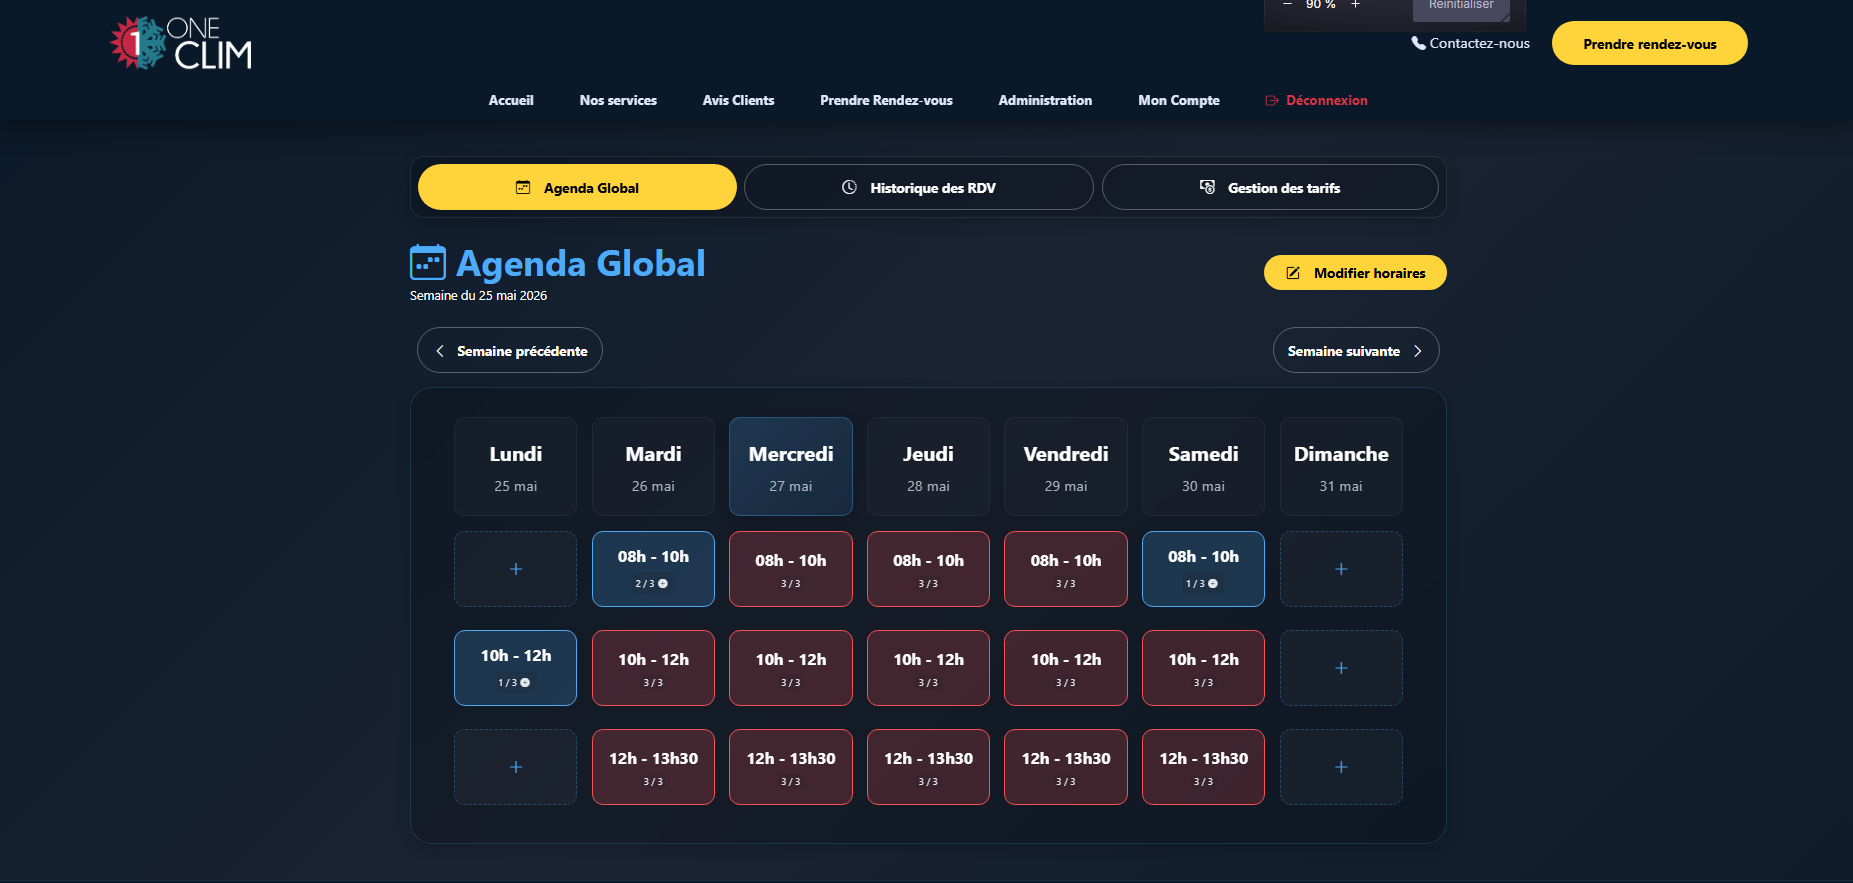 − 90 % +
Réinitialiser
1 ONE
CLIM
Contactez-nous
Prendre rendez-vous
Accueil
Nos services
Avis Clients
Prendre Rendez-vous
Administration
Mon Compte
Déconnexion
Agenda Global
Historique des RDV
Gestion des tarifs
Agenda Global
Semaine du 25 mai 2026
Modifier horaires
Semaine précédente
Semaine suivante
Lundi
25 mai
Mardi
26 mai
Mercredi
27 mai
Jeudi
28 mai
Vendredi
29 mai
Samedi
30 mai
Dimanche
31 mai
+
08h - 10h
2 / 3
08h - 10h
3 / 3
08h - 10h
3 / 3
08h - 10h
3 / 3
08h - 10h
1 / 3
+
10h - 12h
1 / 3
10h - 12h
3 / 3
10h - 12h
3 / 3
10h - 12h
3 / 3
10h - 12h
3 / 3
10h - 12h
3 / 3
+
+
12h - 13h30
3 / 3
12h - 13h30
3 / 3
12h - 13h30
3 / 3
12h - 13h30
3 / 3
12h - 13h30
3 / 3
+